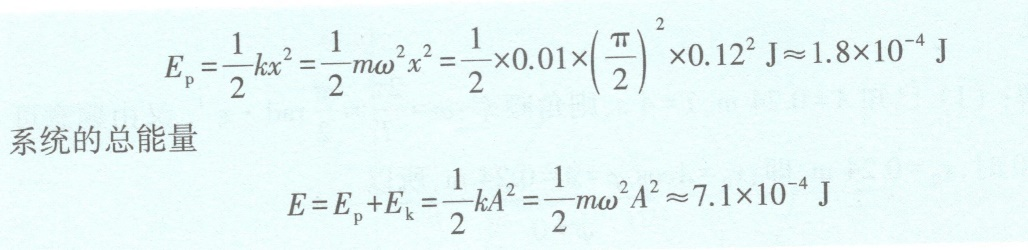 E_p = 1/2 kx² = 1/2 mω²x² = 1/2 ×0.01×(π/2)² ×0.12² J≈1.8×10⁻⁴ J
系统的总能量
E = E_p + E_k = 1/2 kA² = 1/2 mω²A² ≈7.1×10⁻⁴ J